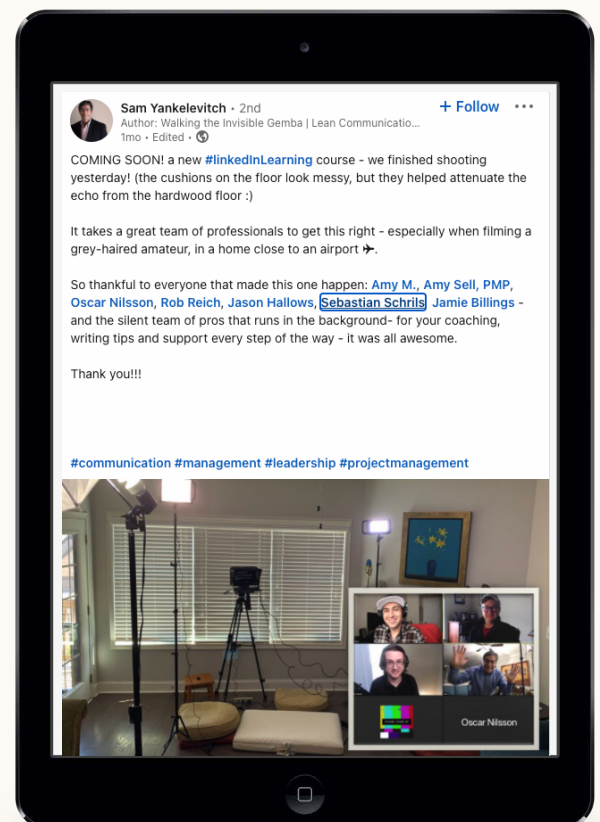 Sam Yankelevitch • 2nd
+ Follow •••
Author: Walking the Invisible Gemba | Lean Communicatio...
1mo • Edited •
COMING SOON! a new #linkedInLearning course - we finished shooting
yesterday! (the cushions on the floor look messy, but they helped attenuate the
echo from the hardwood floor :)
It takes a great team of professionals to get this right - especially when filming a
grey-haired amateur, in a home close to an airport ✈.
So thankful to everyone that made this one happen: Amy M., Amy Sell, PMP,
Oscar Nilsson, Rob Reich, Jason Hallows, Sebastian Schrils Jamie Billings -
and the silent team of pros that runs in the background- for your coaching,
writing tips and support every step of the way - it was all awesome.
Thank you!!!
#communication #management #leadership #projectmanagement
Oscar Nilsson